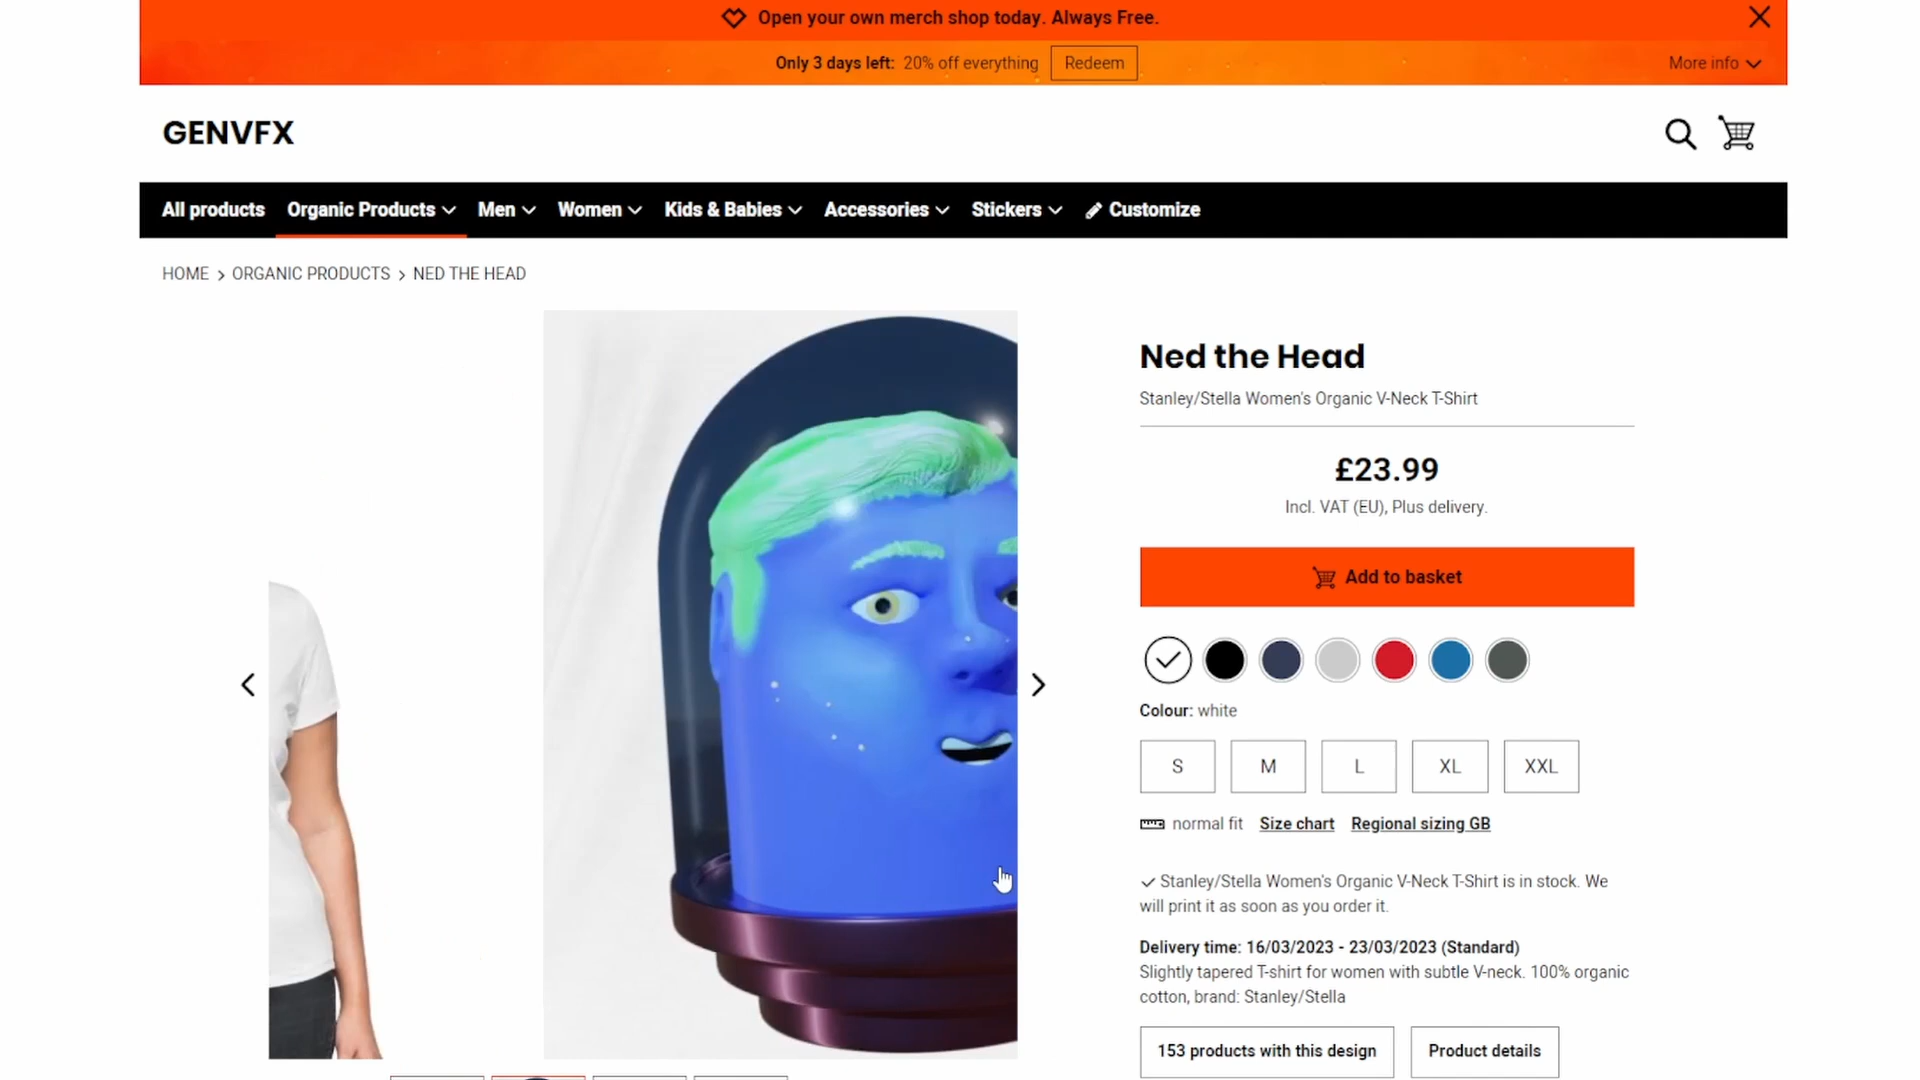 Open your own merch shop today. Always Free.
Only 3 days left: 20% off everything Redeem More info
GENVFX
All products Organic Products Men Women Kids & Babies Accessories Stickers Customize
HOME > ORGANIC PRODUCTS > NED THE HEAD
Ned the Head
Stanley/Stella Women's Organic V-Neck T-Shirt
£23.99
Incl. VAT (EU), Plus delivery.
Add to basket
Colour: white
S M L XL XXL
normal fit Size chart Regional sizing GB
Stanley/Stella Women's Organic V-Neck T-Shirt is in stock. We
will print it as soon as you order it.
Delivery time: 16/03/2023 - 23/03/2023 (Standard)
Slightly tapered T-shirt for women with subtle V-neck. 100% organic
cotton, brand: Stanley/Stella
153 products with this design Product details